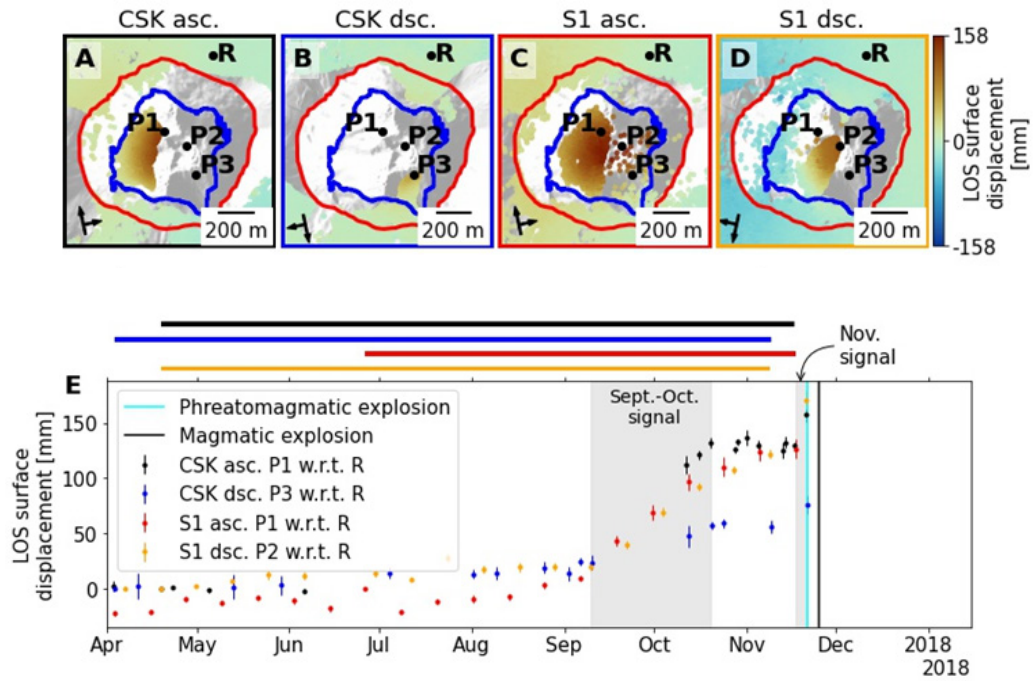 CSK asc.
CSK dsc.
S1 asc.
S1 dsc.
A
R
P1
P2
P3
200 m
B
R
P1
P2
P3
200 m
C
R
P1
P2
P3
200 m
D
R
P1
P2
P3
200 m
158
0
-158
LOS surface
displacement
[mm]
Nov.
signal
E
Sept.-Oct.
signal
Phreatomagmatic explosion
Magmatic explosion
CSK asc. P1 w.r.t. R
CSK dsc. P3 w.r.t. R
S1 asc. P1 w.r.t. R
S1 dsc. P2 w.r.t. R
LOS surface
displacement [mm]
150
100
50
0
Apr
May
Jun
Jul
Aug
Sep
Oct
Nov
Dec
2018
2018